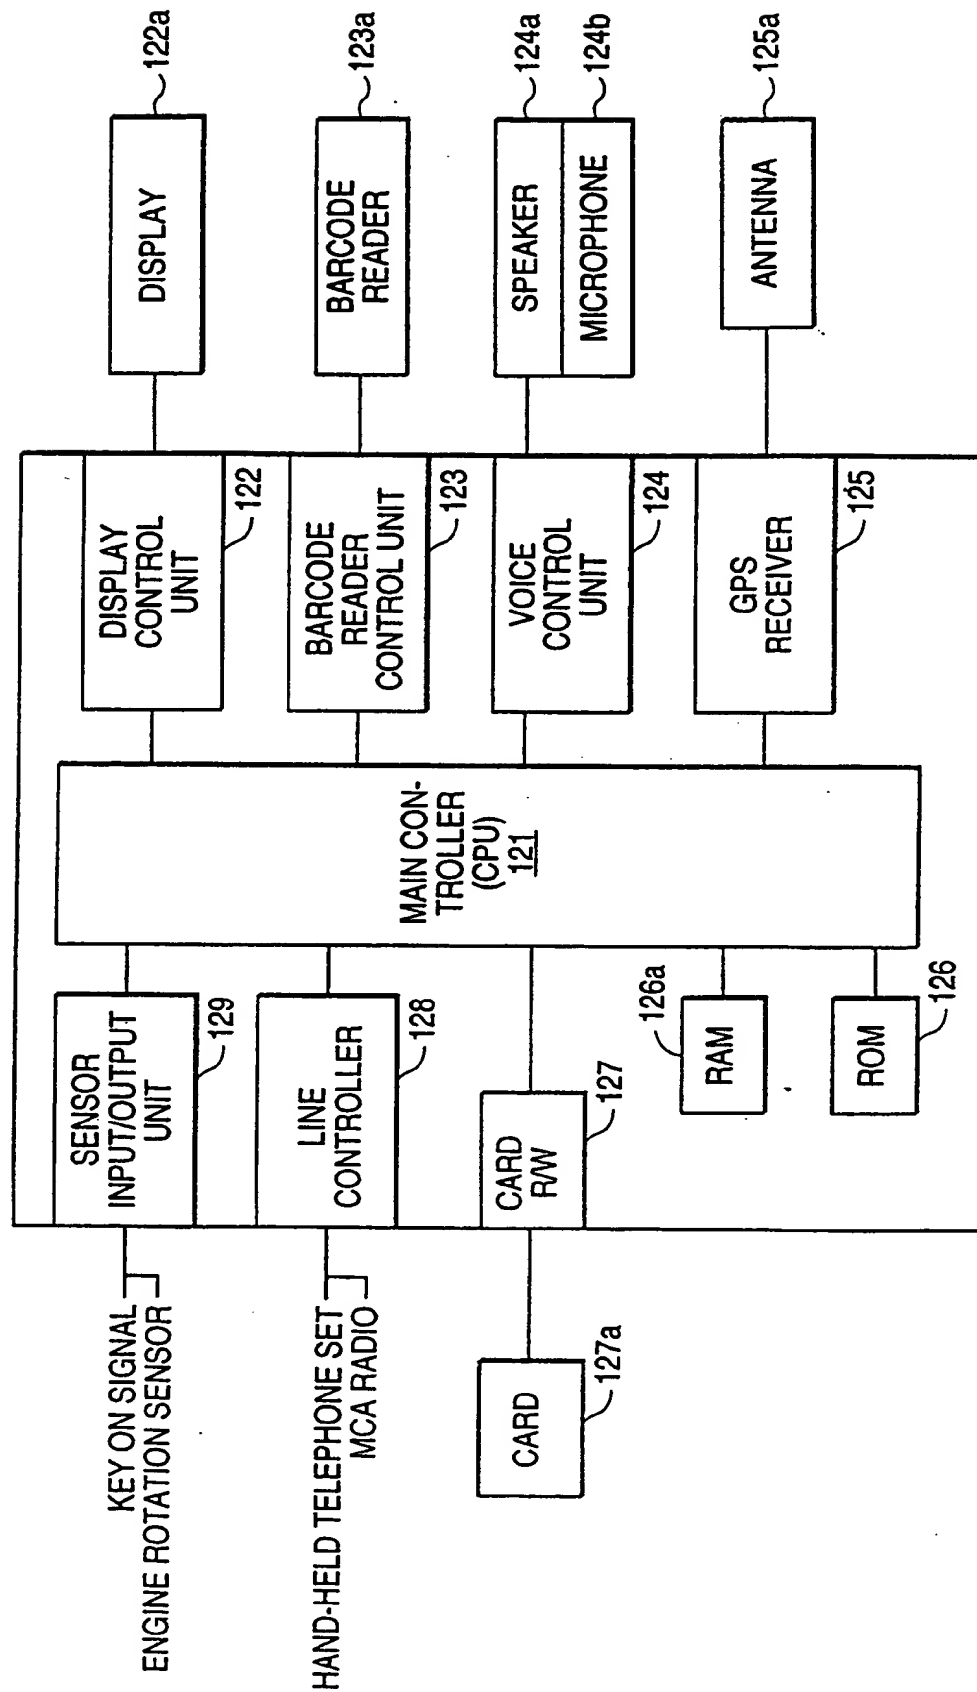 KEY ON SIGNAL
ENGINE ROTATION SENSOR
SENSOR
INPUT/OUTPUT
UNIT
129
HAND-HELD TELEPHONE SET
MCA RADIO
LINE
CONTROLLER
128
CARD
127a
CARD
R/W
127
RAM
126a
ROM
126
MAIN CON-
TROLLER
(CPU)
121
DISPLAY
CONTROL
UNIT
122
DISPLAY
122a
BARCODE
READER
CONTROL UNIT
123
BARCODE
READER
123a
VOICE
CONTROL
UNIT
124
SPEAKER
124a
MICROPHONE
124b
GPS
RECEIVER
125
ANTENNA
125a